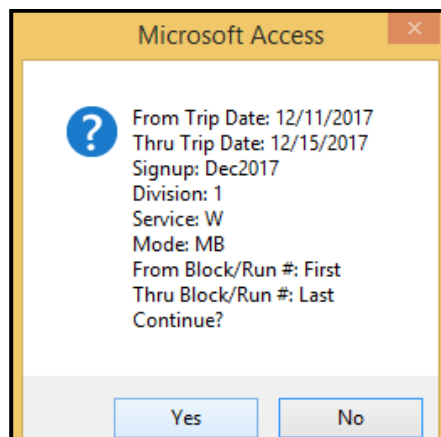 Microsoft Access
From Trip Date: 12/11/2017
Thru Trip Date: 12/15/2017
Signup: Dec2017
Division: 1
Service: W
Mode: MB
From Block/Run #: First
Thru Block/Run #: Last
Continue?
Yes No